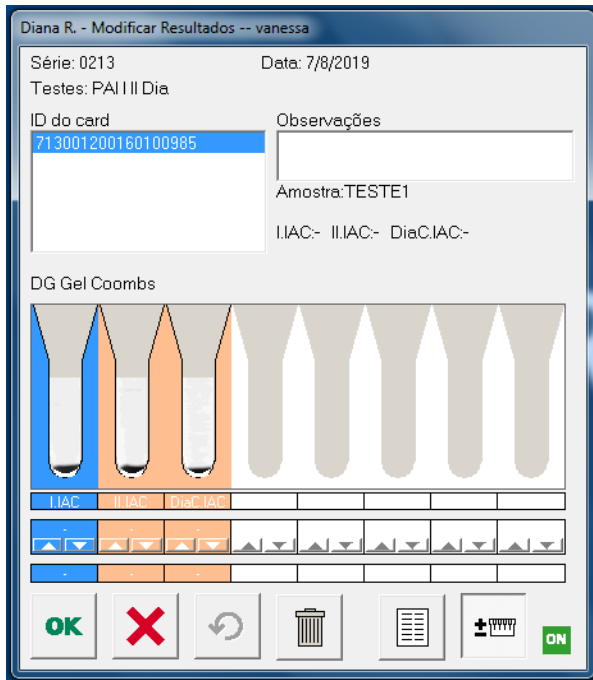 Diana R. - Modificar Resultados -- vanessa
Série: 0213 Data: 7/8/2019
Testes: PAI I II Dia
ID do card Observações
713001200160100985
Amostra:TESTE1
I.IAC:- II.IAC:- DiaC.IAC:-
DG Gel Coombs
I.IAC II.IAC DiaC.IAC
- - -
- - -
OK ± ON